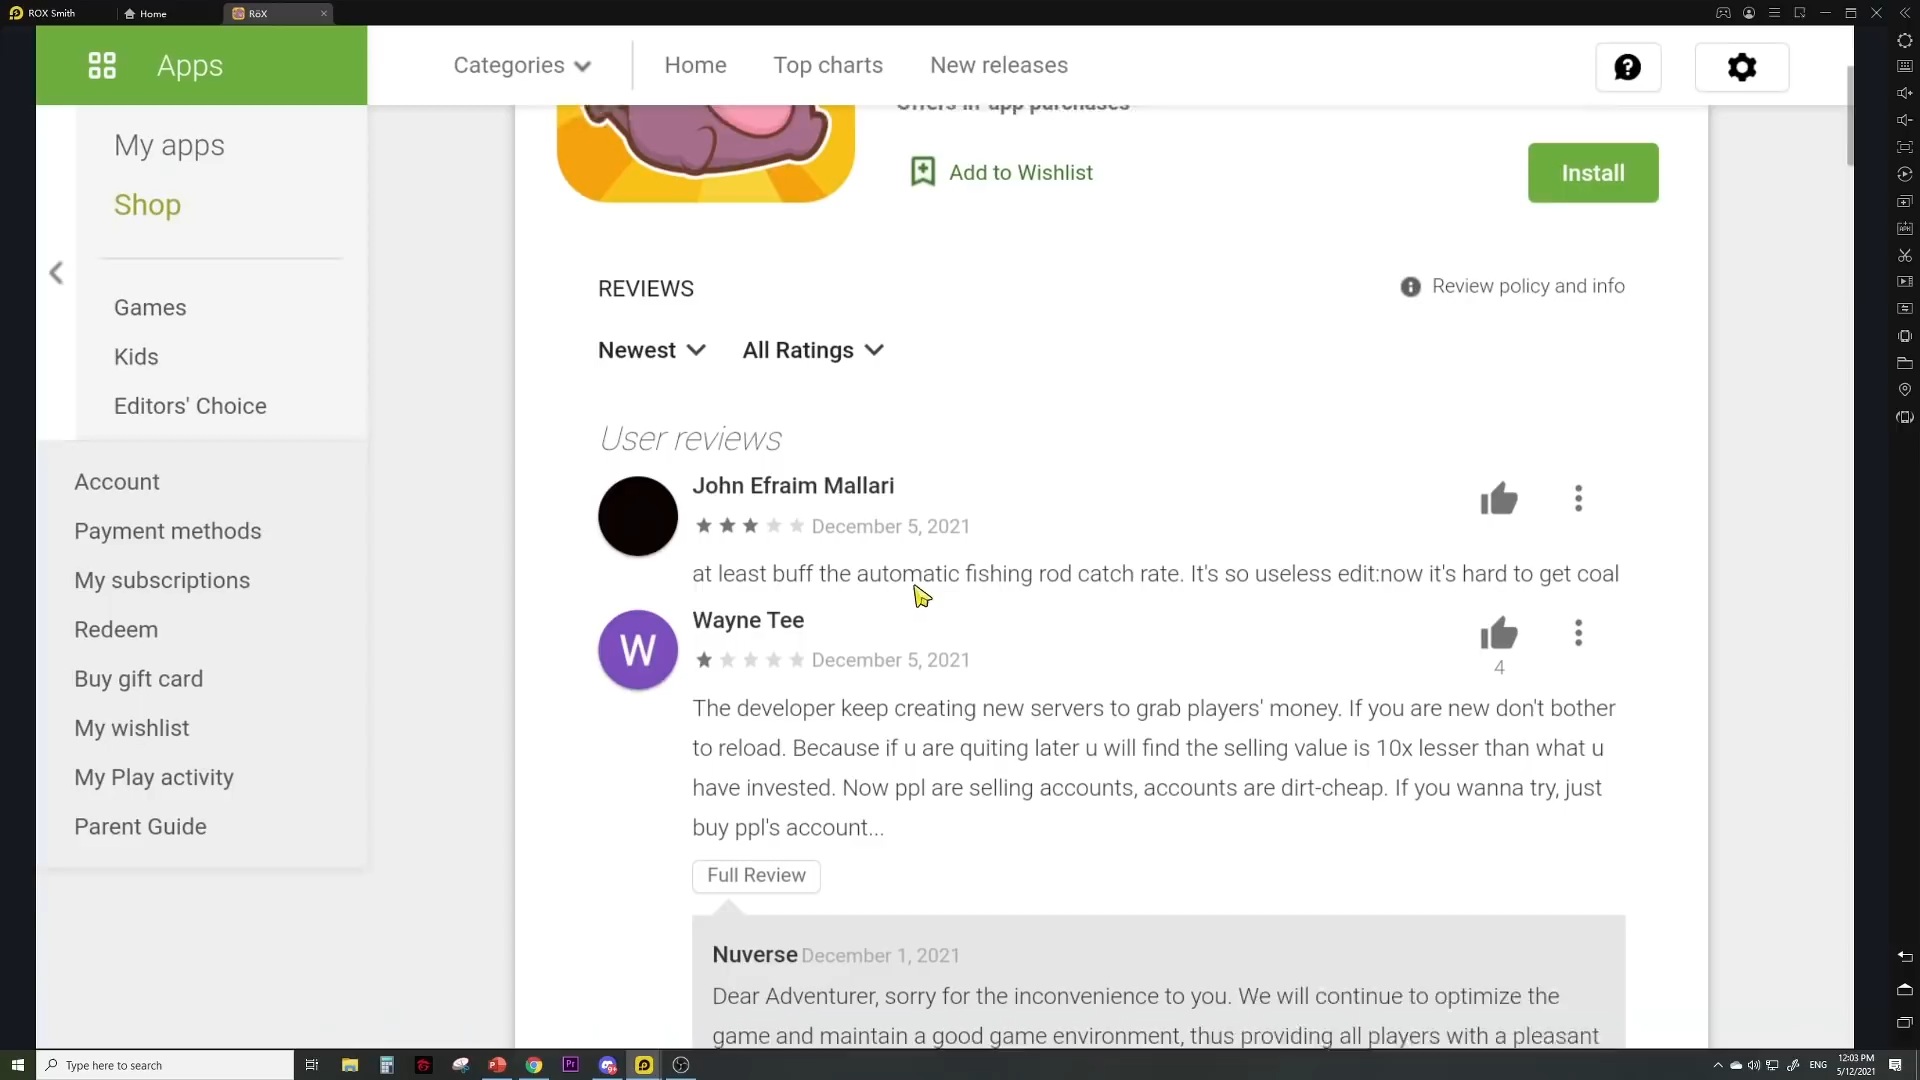 ROX Smith
Home
RöX
Apps
Categories
Home
Top charts
New releases
Offers in-app purchases
My apps
Shop
Add to Wishlist
Install
REVIEWS
Review policy and info
Games
Kids
Editors' Choice
Newest
All Ratings
User reviews
Account
Payment methods
My subscriptions
Redeem
Buy gift card
My wishlist
My Play activity
Parent Guide
John Efraim Mallari
December 5, 2021
at least buff the automatic fishing rod catch rate. It's so useless edit:now it's hard to get coal
W
Wayne Tee
December 5, 2021
4
The developer keep creating new servers to grab players' money. If you are new don't bother
to reload. Because if u are quiting later u will find the selling value is 10x lesser than what u
have invested. Now ppl are selling accounts, accounts are dirt-cheap. If you wanna try, just
buy ppl's account...
Full Review
Nuverse December 1, 2021
Dear Adventurer, sorry for the inconvenience to you. We will continue to optimize the
game and maintain a good game environment, thus providing all players with a pleasant
Type here to search
Pr
ENG
12:03 PM
5/12/2021